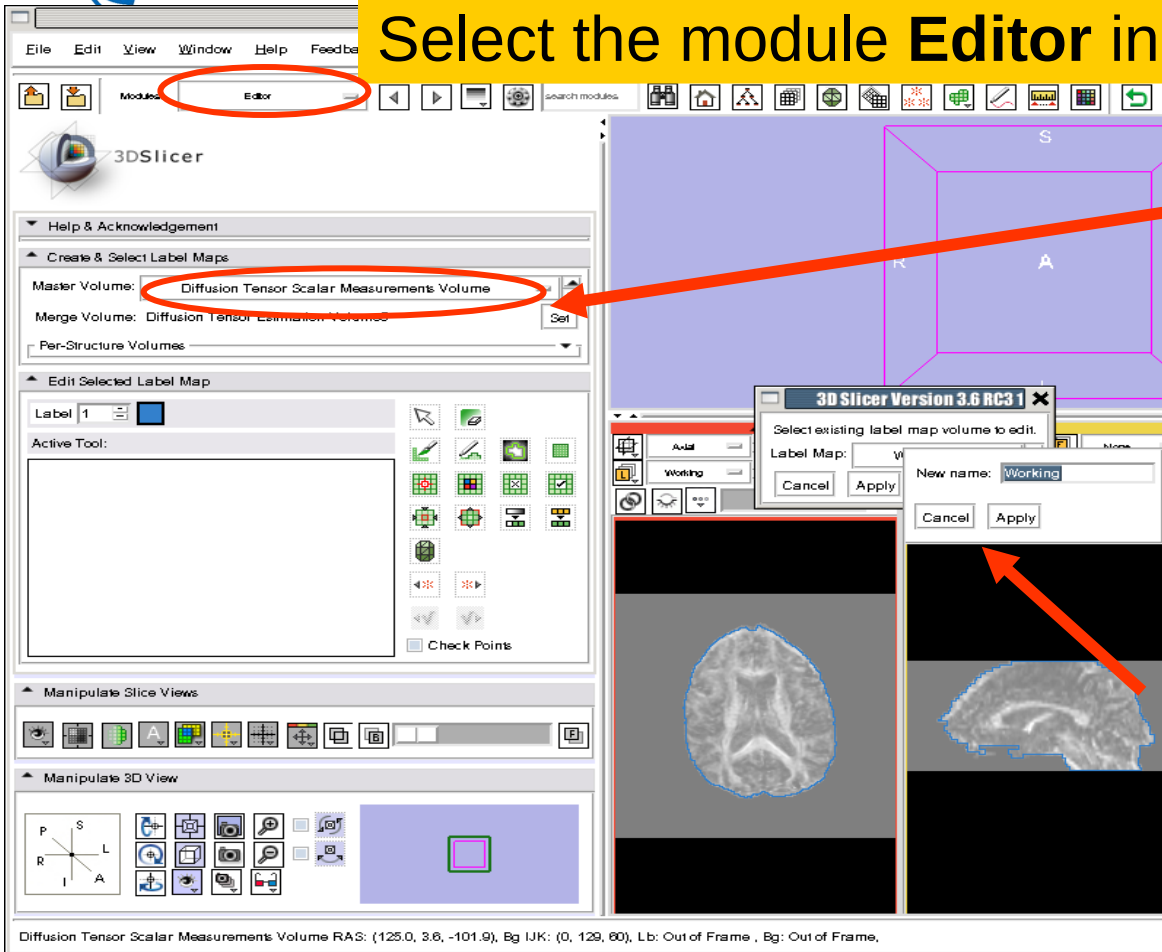 Select the module Editor in
File Edit View Window Help Feedba
Modules Editor search modules
3DSlicer
Help & Acknowledgement
Create & Select Label Maps
Master Volume: Diffusion Tensor Scalar Measurements Volume
Merge Volume: Diffusion Tensor Estimation Volume
Set
Per-Structure Volumes
Edit Selected Label Map
Label 1
Active Tool:
Check Points
Manipulate Slice Views
A
B
F
Manipulate 3D View
P S
R L
I A
S
R A
3D Slicer Version 3.6 RC3 1
Select existing label map volume to edit.
Label Map: W
Cancel Apply
New name: Working
Cancel Apply
Axial
Working
L
F
None
Diffusion Tensor Scalar Measurements Volume RAS: (125.0, 3.6, -101.9), Bg IJK: (0, 129, 60), Lb: Out of Frame , Bg: Out of Frame,